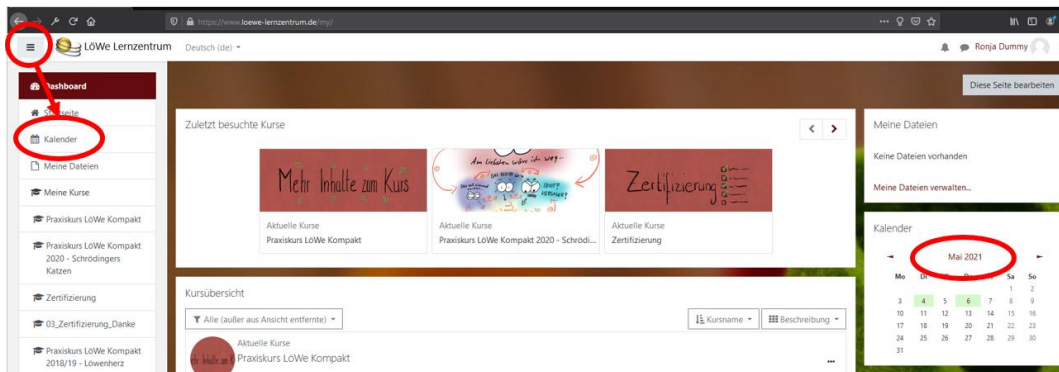 https://www.loewe-lernzentrum.de/my/
LöWe Lernzentrum
Deutsch (de)
Ronja Dummy
Dashboard
Startseite
Kalender
Meine Dateien
Meine Kurse
Praxiskurs LöWe Kompakt
Praxiskurs LöWe Kompakt
2020 - Schrödingers
Katzen
Zertifizierung
03_Zertifizierung_Danke
Praxiskurs LöWe Kompakt
2018/19 - Löwenherz
Diese Seite bearbeiten
Zuletzt besuchte Kurse
Mehr Inhalte zum Kurs
Am liebsten wäre ich weg...
Zertifizierung
Aktuelle Kurse
Praxiskurs LöWe Kompakt
Aktuelle Kurse
Praxiskurs LöWe Kompakt 2020 - Schrödi...
Aktuelle Kurse
Zertifizierung
Kursübersicht
Alle (außer aus Ansicht entfernte)
Kursname
Beschreibung
Aktuelle Kurse
Praxiskurs LöWe Kompakt
Meine Dateien
Keine Dateien vorhanden
Meine Dateien verwalten...
Kalender
Mai 2021
Mo Di Sa So
1 2
3 4 5 6 7 8 9
10 11 12 13 14 15 16
17 18 19 20 21 22 23
24 25 26 27 28 29 30
31